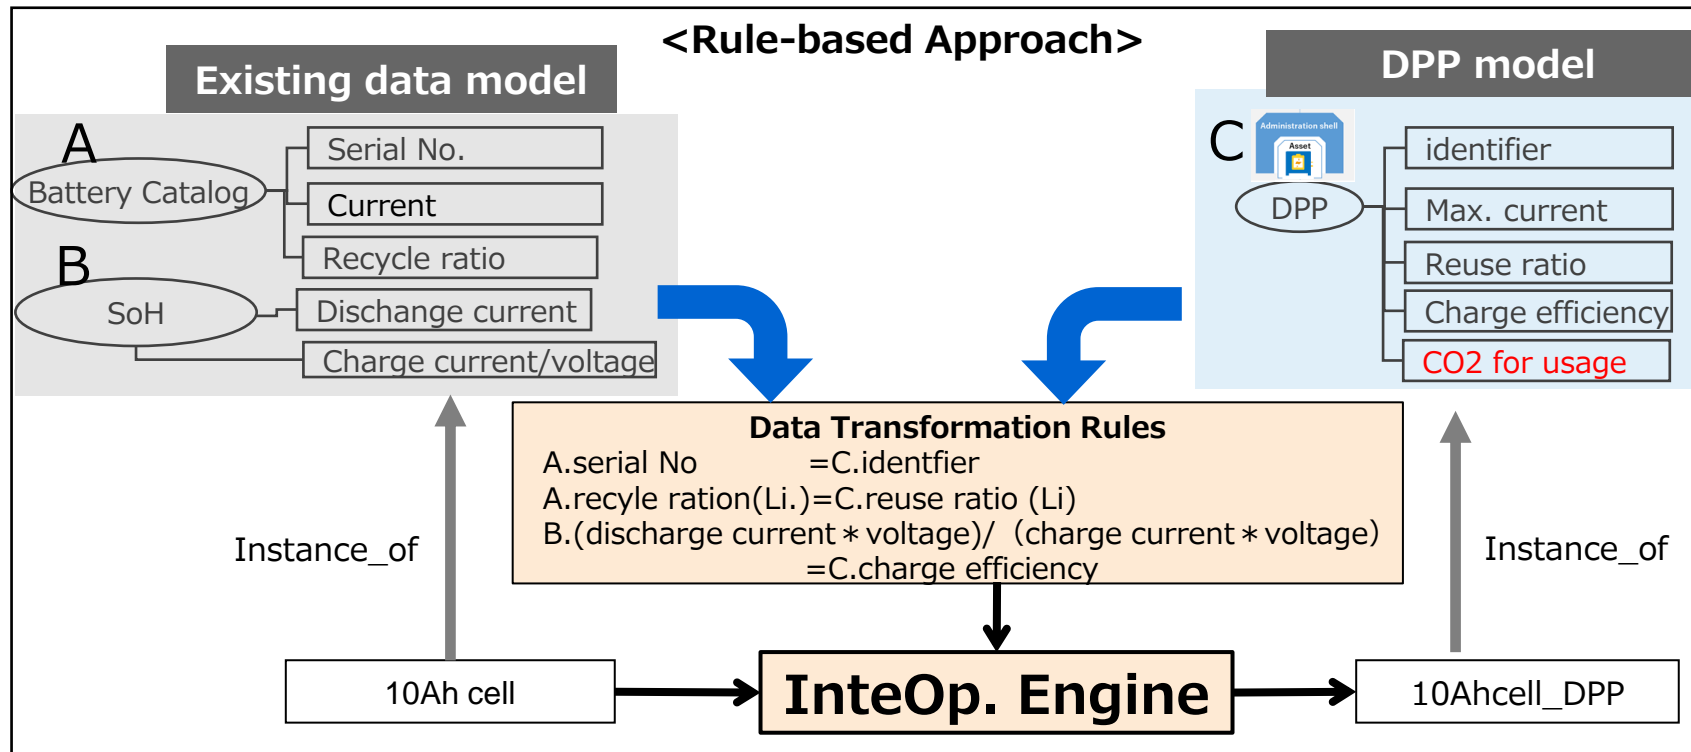 <Rule-based Approach>
Existing data model
A
Battery Catalog
Serial No.
Current
Recycle ratio
B
SoH
Dischange current
Charge current/voltage
DPP model
C
Administration shell
Asset
DPP
identifier
Max. current
Reuse ratio
Charge efficiency
CO2 for usage
Data Transformation Rules
A.serial No =C.identfier
A.recyle ration(Li.)=C.reuse ratio (Li)
B.(discharge current*voltage)/（charge current*voltage）
=C.charge efficiency
Instance_of
Instance_of
10Ah cell
InteOp. Engine
10Ahcell_DPP